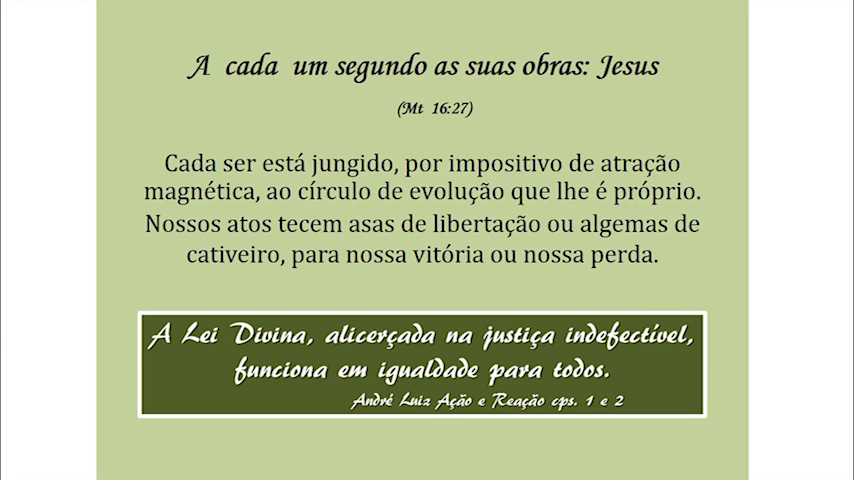 A cada um segundo as suas obras: Jesus
(Mt 16:27)
Cada ser está jungido, por impositivo de atração
magnética, ao círculo de evolução que lhe é próprio.
Nossos atos tecem asas de libertação ou algemas de
cativeiro, para nossa vitória ou nossa perda.
A Lei Divina, alicerçada na justiça indefectível,
funciona em igualdade para todos.
André Luiz Ação e Reação cps. 1 e 2